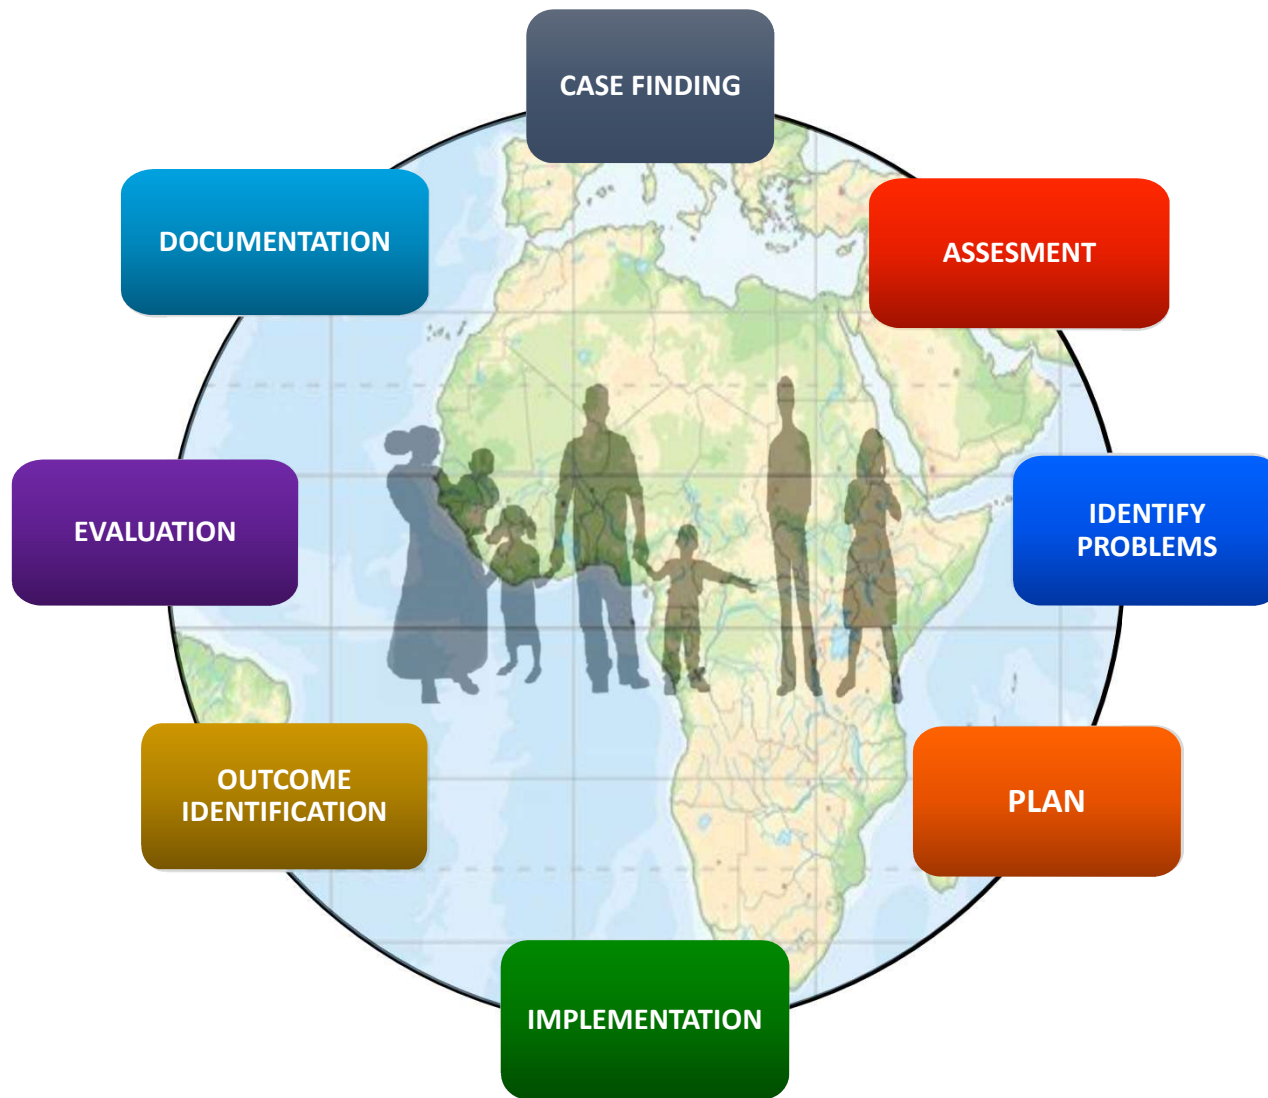 CASE FINDING
ASSESMENT
IDENTIFY
PROBLEMS
PLAN
IMPLEMENTATION
OUTCOME
IDENTIFICATION
EVALUATION
DOCUMENTATION